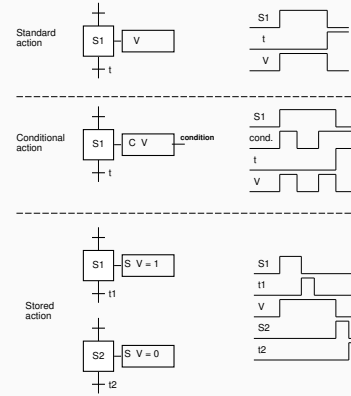 Standard
action
S1
V
t
S1
t
V
Conditional
action
S1
C V
condition
t
S1
cond.
t
V
Stored
action
S1
S V = 1
t1
S2
S V = 0
t2
S1
t1
V
S2
t2